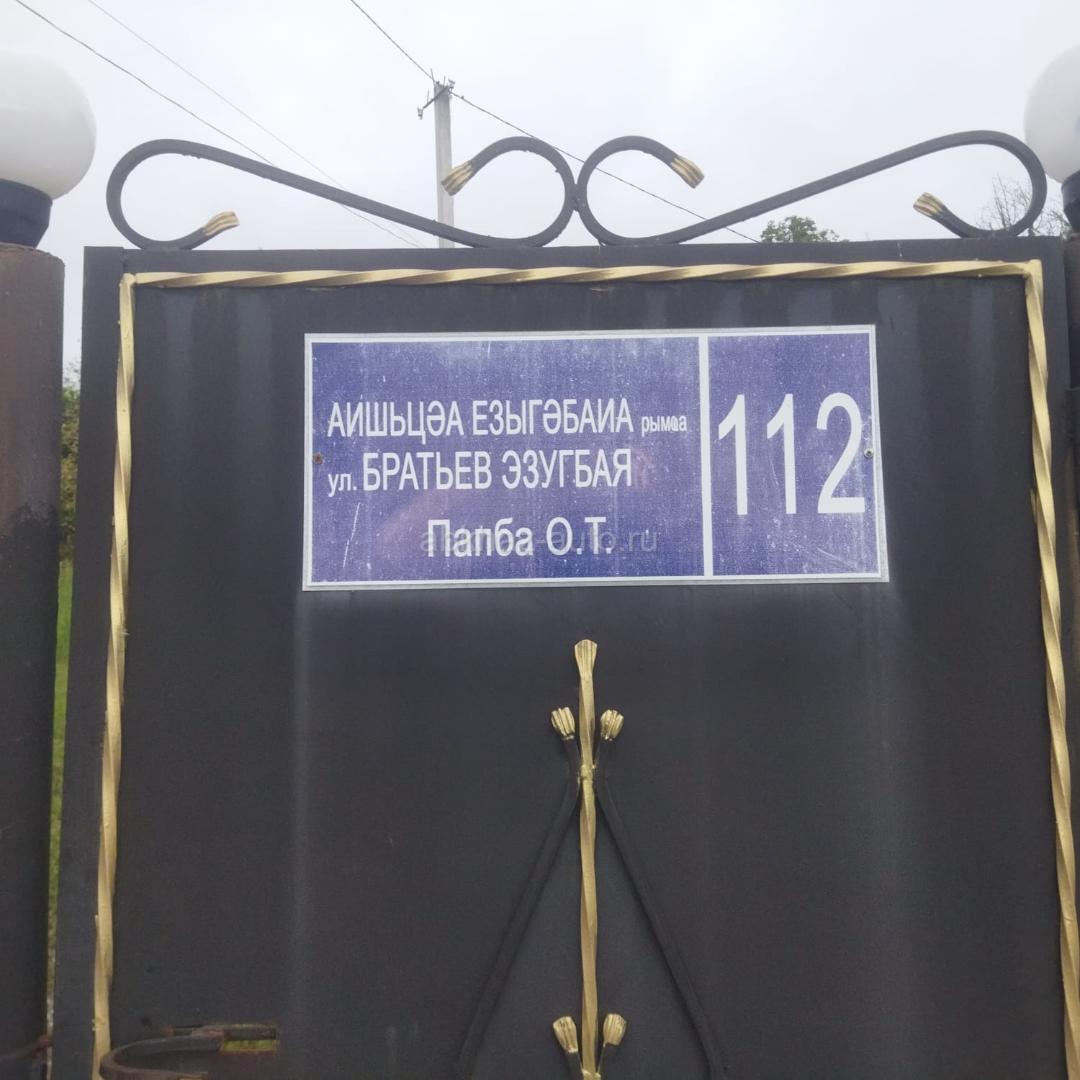 АИШЬЦӘА ЕЗЫГӘБАИА рымҩа
ул. БРАТЬЕВ ЭЗУГБАЯ
Папба О.Т.
112